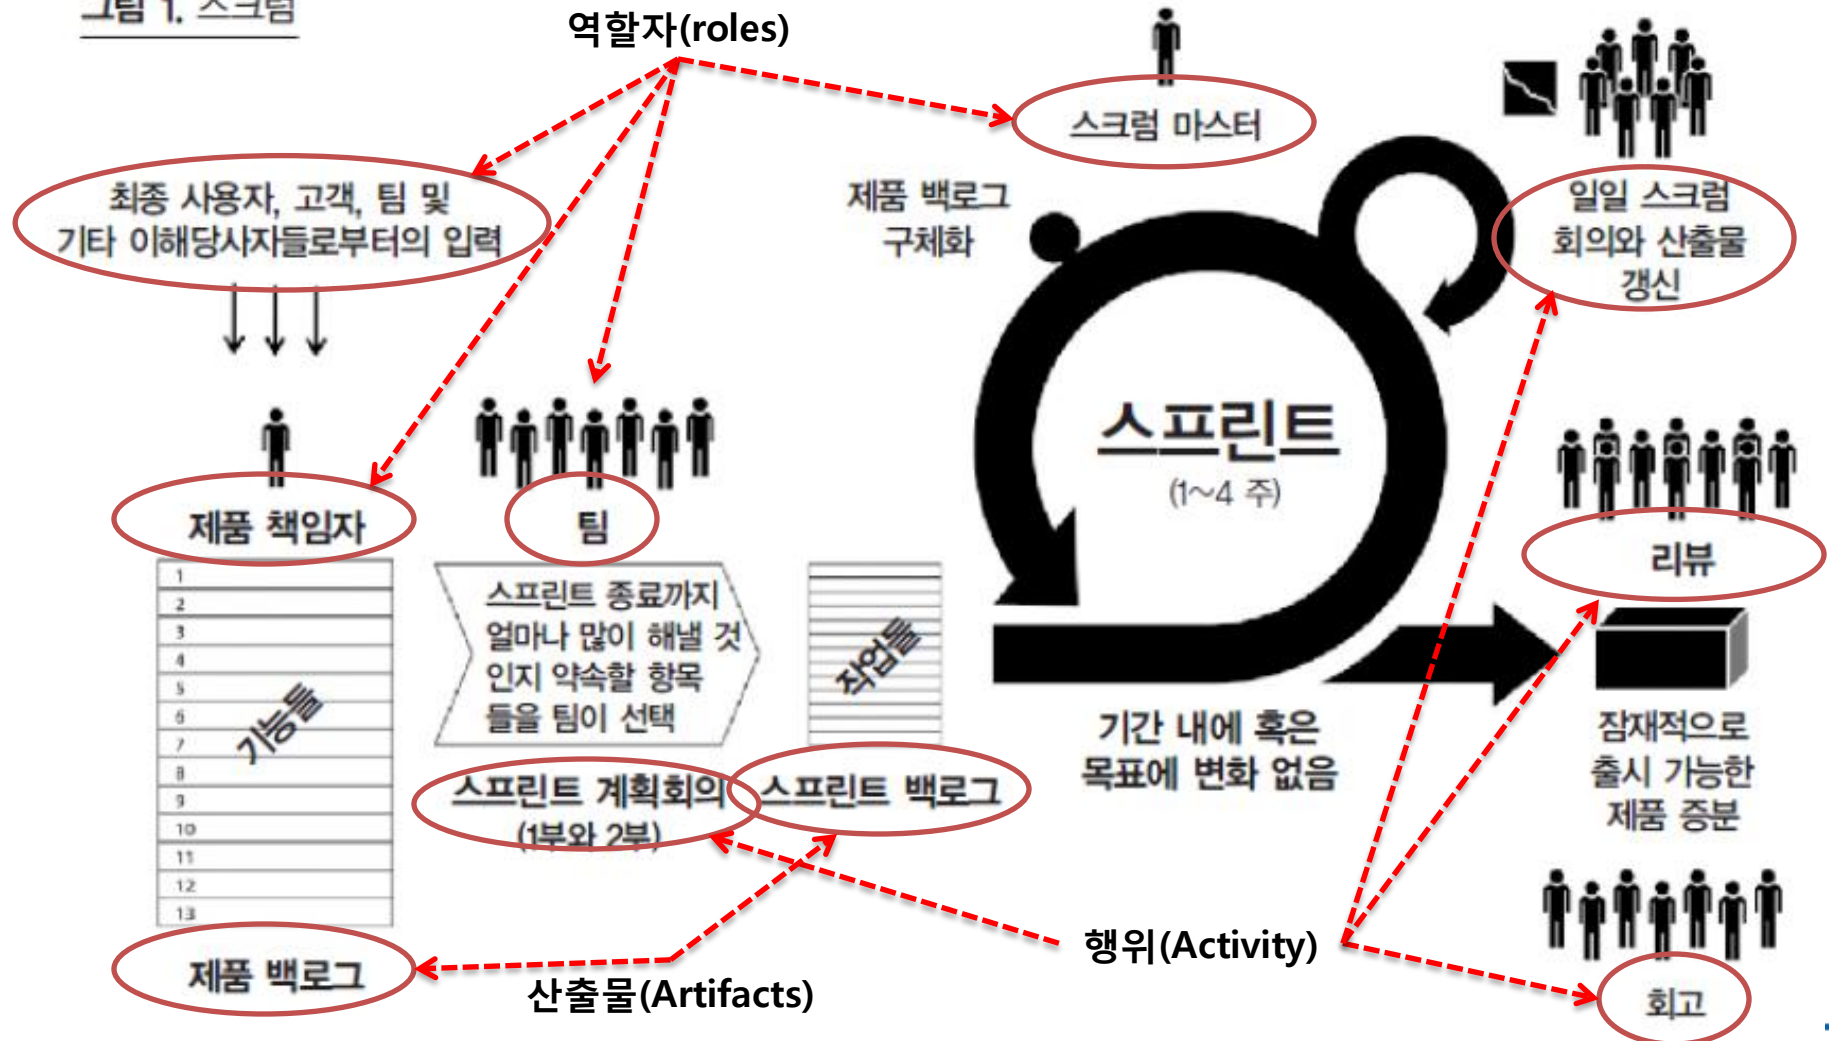 그림 1. 스크럼
역할자(roles)
스크럼 마스터
최종 사용자, 고객, 팀 및
기타 이해당사자들로부터의 입력
제품 백로그
구체화
일일 스크럼
회의와 산출물
갱신
스프린트
(1~4 주)
제품 책임자
팀
리뷰
1
2
3
4
5
6
7
8
9
10
11
12
13
기능들
스프린트 종료까지
얼마나 많이 해낼 것
인지 약속할 항목
들을 팀이 선택
작업들
기간 내에 혹은
목표에 변화 없음
잠재적으로
출시 가능한
제품 증분
스프린트 계획회의
(1부와 2부)
스프린트 백로그
제품 백로그
산출물(Artifacts)
행위(Activity)
회고